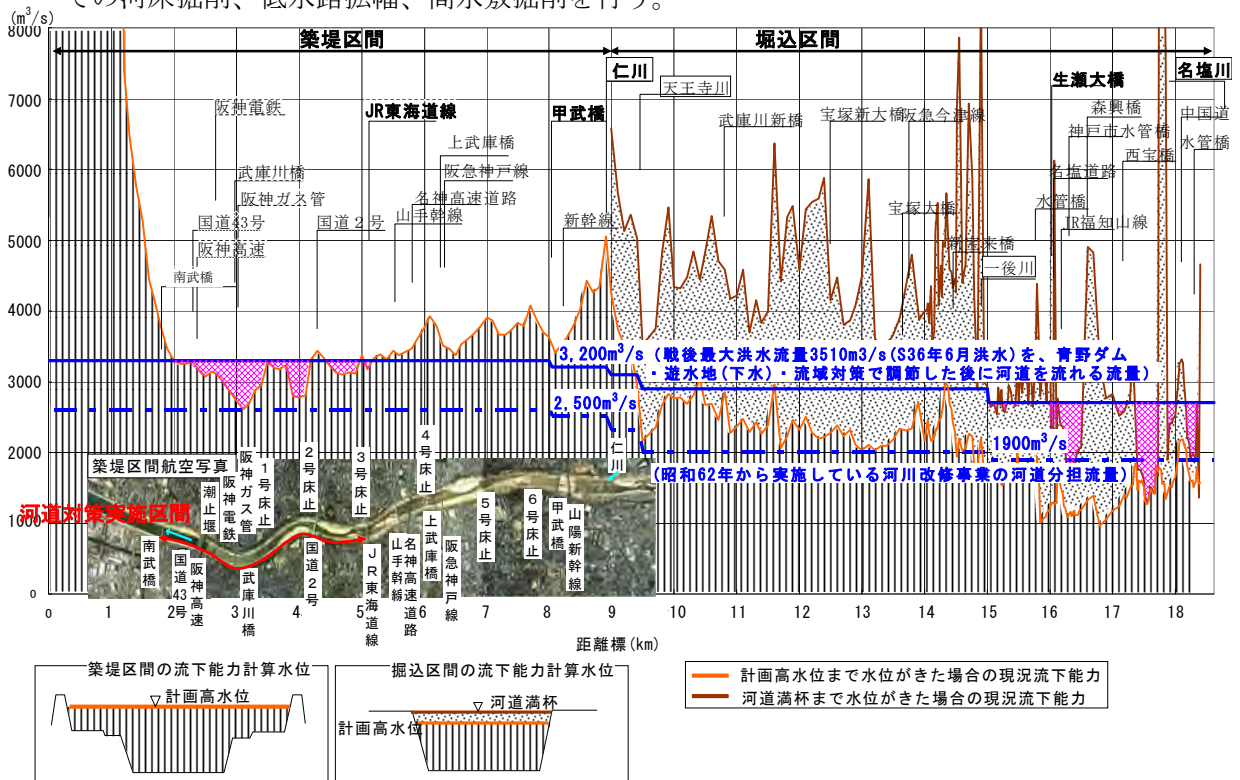 での河床掘削、低水路拡幅、高水敷掘削を行う。
(m³/s)
8000
7000
6000
5000
4000
3000
2000
1000
0
築堤区間
堀込区間
阪神電鉄
武庫川橋
阪神ガス管
国道43号
阪神高速
南武橋
JR東海道線
上武庫橋
阪急神戸線
名神高速道路
山手幹線
国道2号
甲武橋
新幹線
仁川
天王寺川
武庫川新橋
宝塚新大橋
阪急今津線
宝塚大橋
新宝来橋
一後川
生瀬大橋
名塩川
森興橋
中国道
神戸市水管橋
水管橋
西宝橋
名塩道路
水管橋
JR福知山線
3,200m³/s (戦後最大洪水流量3510m3/s(S36年6月洪水)を、青野ダム
・遊水地(下水)・流域対策で調節した後に河道を流れる流量)
2,500m³/s
1900m³/s
(昭和62年から実施している河川改修事業の河道分担流量)
築堤区間航空写真
河道対策実施区間
潮止堰
阪神電鉄
阪神ガス管
1号床止
2号床止
3号床止
4号床止
5号床止
6号床止
甲武橋
山陽新幹線
仁川
南武橋
国道43号
阪神高速
武庫川橋
国道2号
JR東海道線
山手幹線
名神高速道路
上武庫橋
阪急神戸線
0 1 2 3 4 5 6 7 8 9 10 11 12 13 14 15 16 17 18
距離標(km)
築堤区間の流下能力計算水位
計画高水位
掘込区間の流下能力計算水位
河道満杯
計画高水位
計画高水位まで水位がきた場合の現況流下能力
河道満杯まで水位がきた場合の現況流下能力